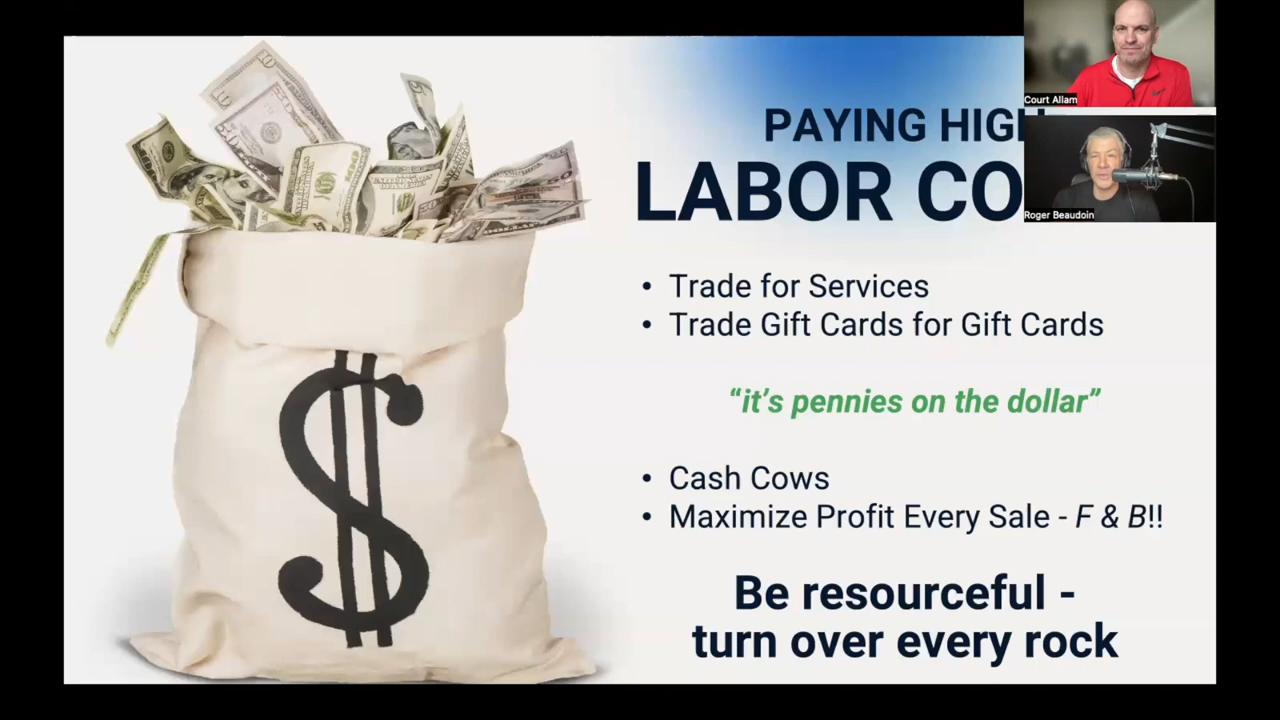 PAYING HIGH
LABOR CO
• Trade for Services
• Trade Gift Cards for Gift Cards
“it’s pennies on the dollar”
• Cash Cows
• Maximize Profit Every Sale - F & B!!
Be resourceful -
turn over every rock
Court Allam
Roger Beaudoin
$